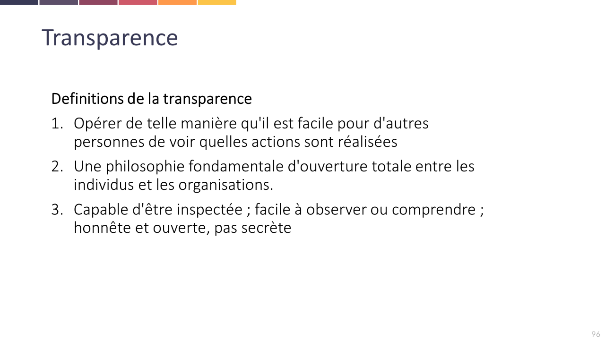 Transparence
Definitions de la transparence
1. Opérer de telle manière qu'il est facile pour d'autres
personnes de voir quelles actions sont réalisées
2. Une philosophie fondamentale d'ouverture totale entre les
individus et les organisations.
3. Capable d'être inspectée ; facile à observer ou comprendre ;
honnête et ouverte, pas secrète
96